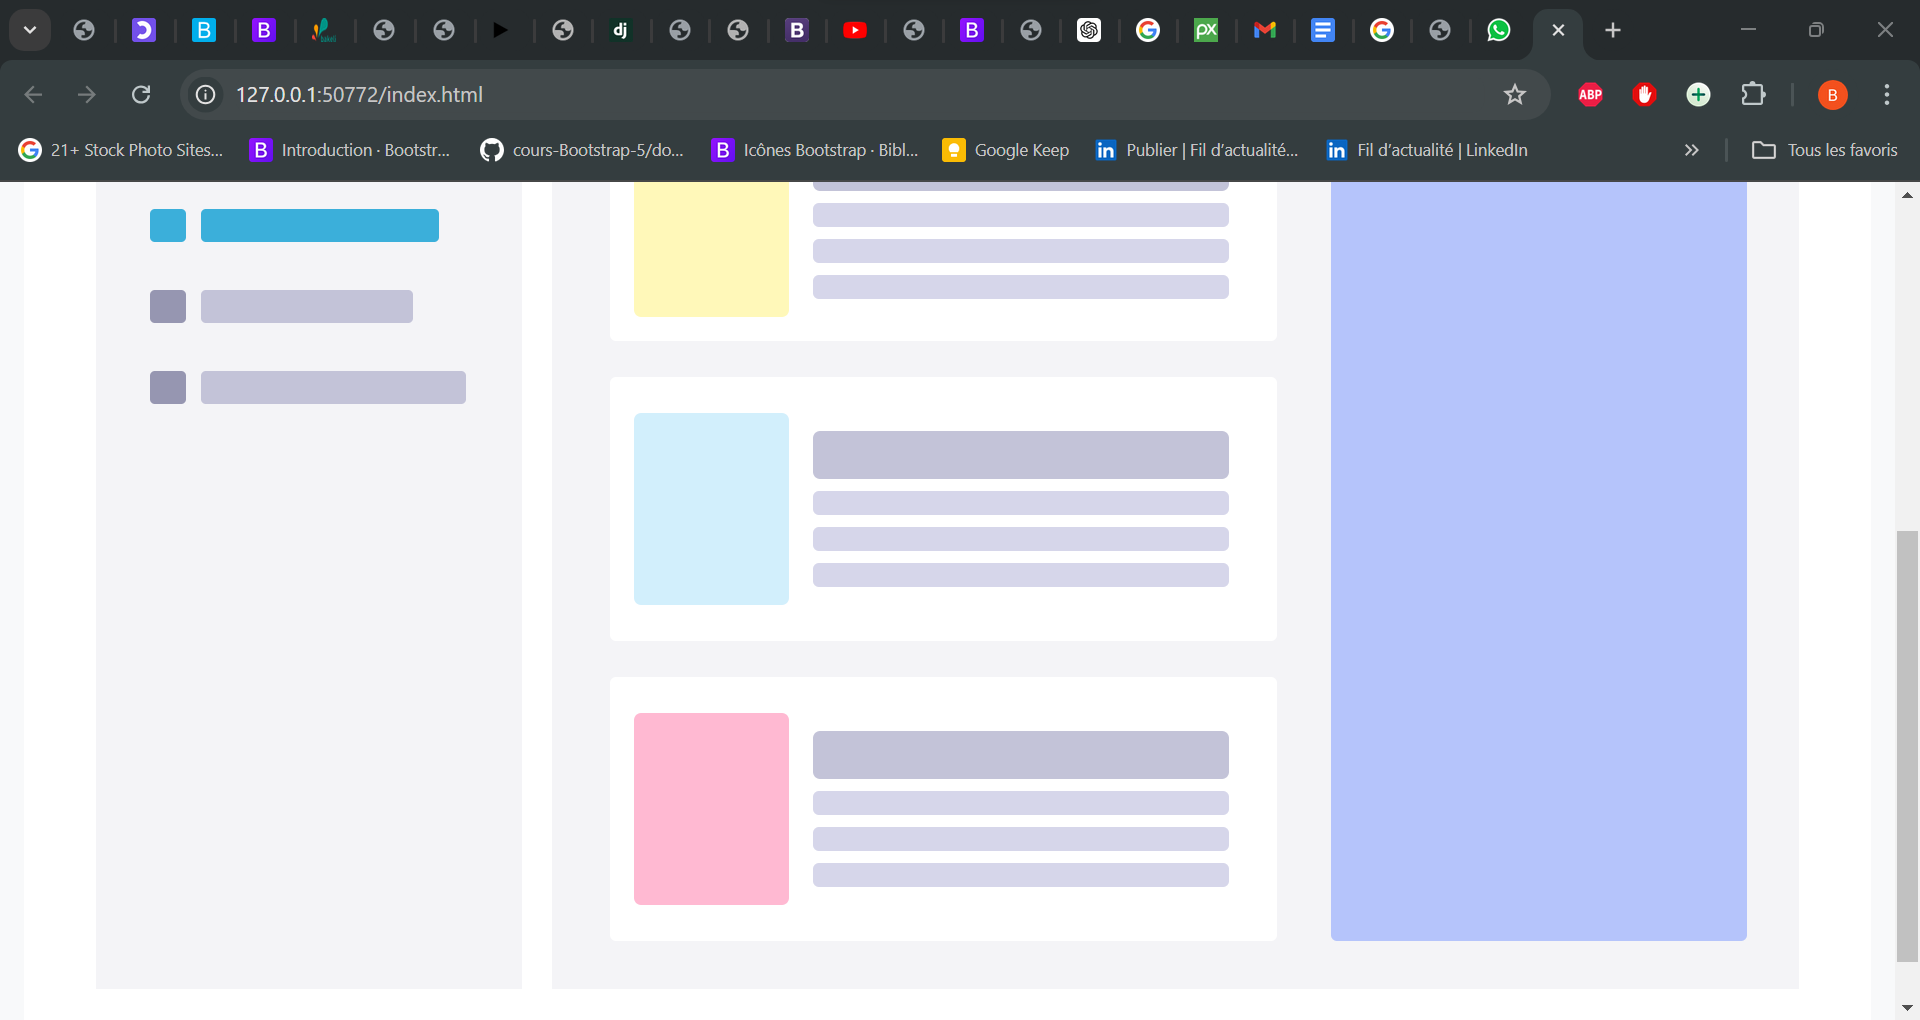 dj
B
B
B
B
px
127.0.0.1:50772/index.html
ABP
B
21+ Stock Photo Sites...
B
Introduction · Bootstr...
cours-Bootstrap-5/do...
B
Icônes Bootstrap · Bibl...
Google Keep
in
Publier | Fil d'actualité...
in
Fil d'actualité | LinkedIn
Tous les favoris